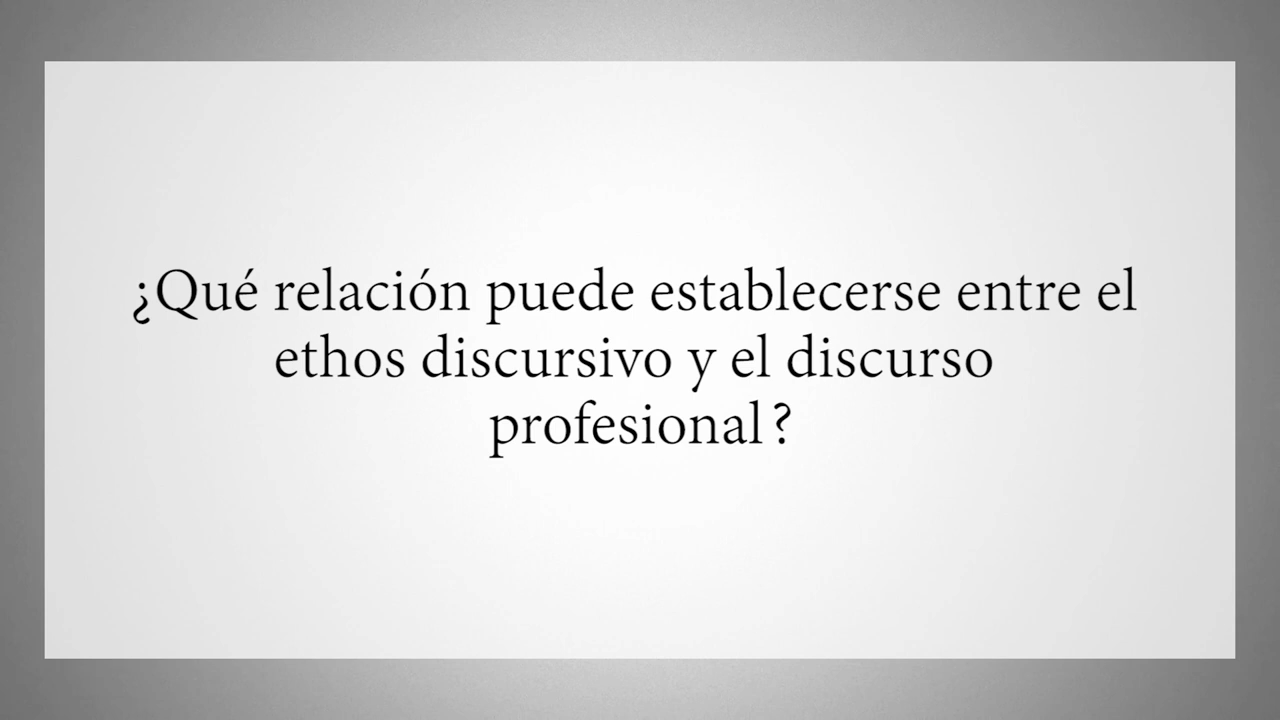 ¿Qué relación puede establecerse entre el
ethos discursivo y el discurso
profesional?